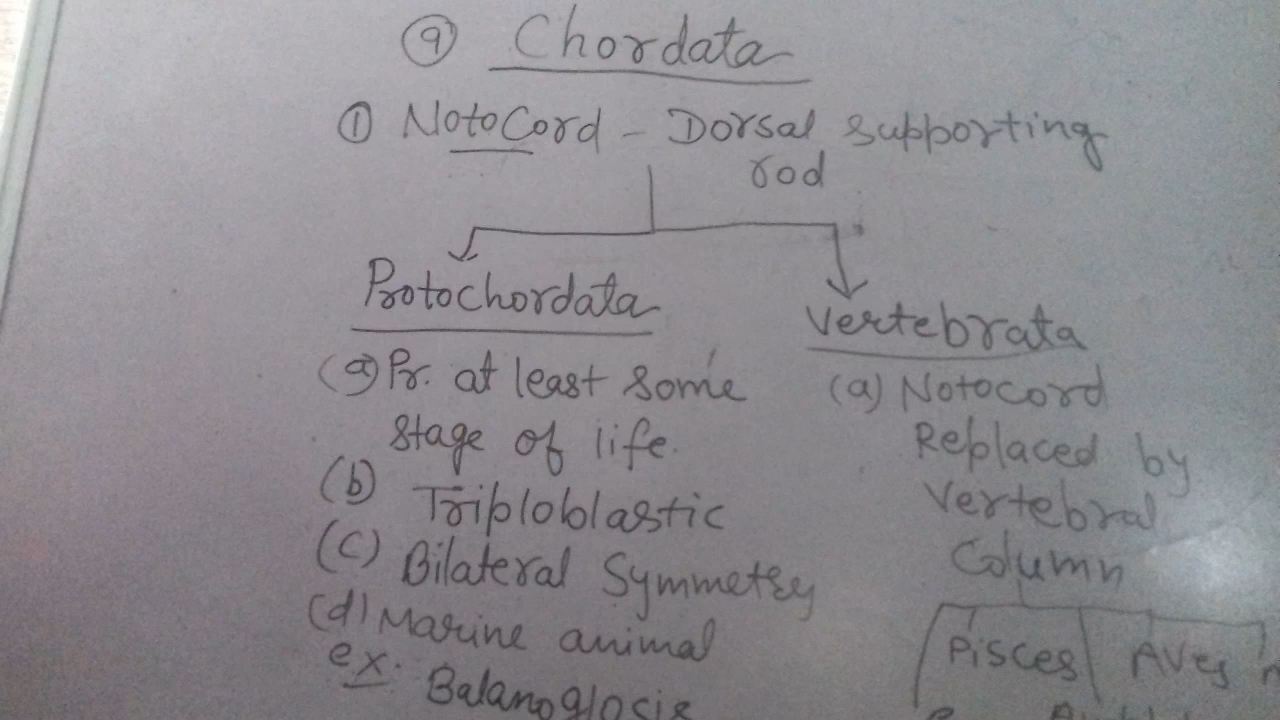 ⑨ Chordata
① NotoCord - Dorsal supporting
rod
Protochordata
(a) Pr. at least some
stage of life.
(b) Triploblastic
(c) Bilateral Symmetry
(d) Marine animal
ex: Balanoglosis
Vertebrata
(a) Notocord
Replaced by
Vertebral
Column
Pisces Aves